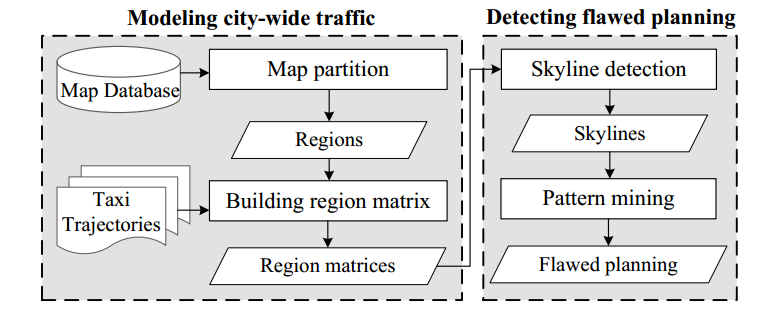 Modeling city-wide traffic
Map Database
Map partition
Regions
Taxi
Trajectories
Building region matrix
Region matrices
Detecting flawed planning
Skyline detection
Skylines
Pattern mining
Flawed planning